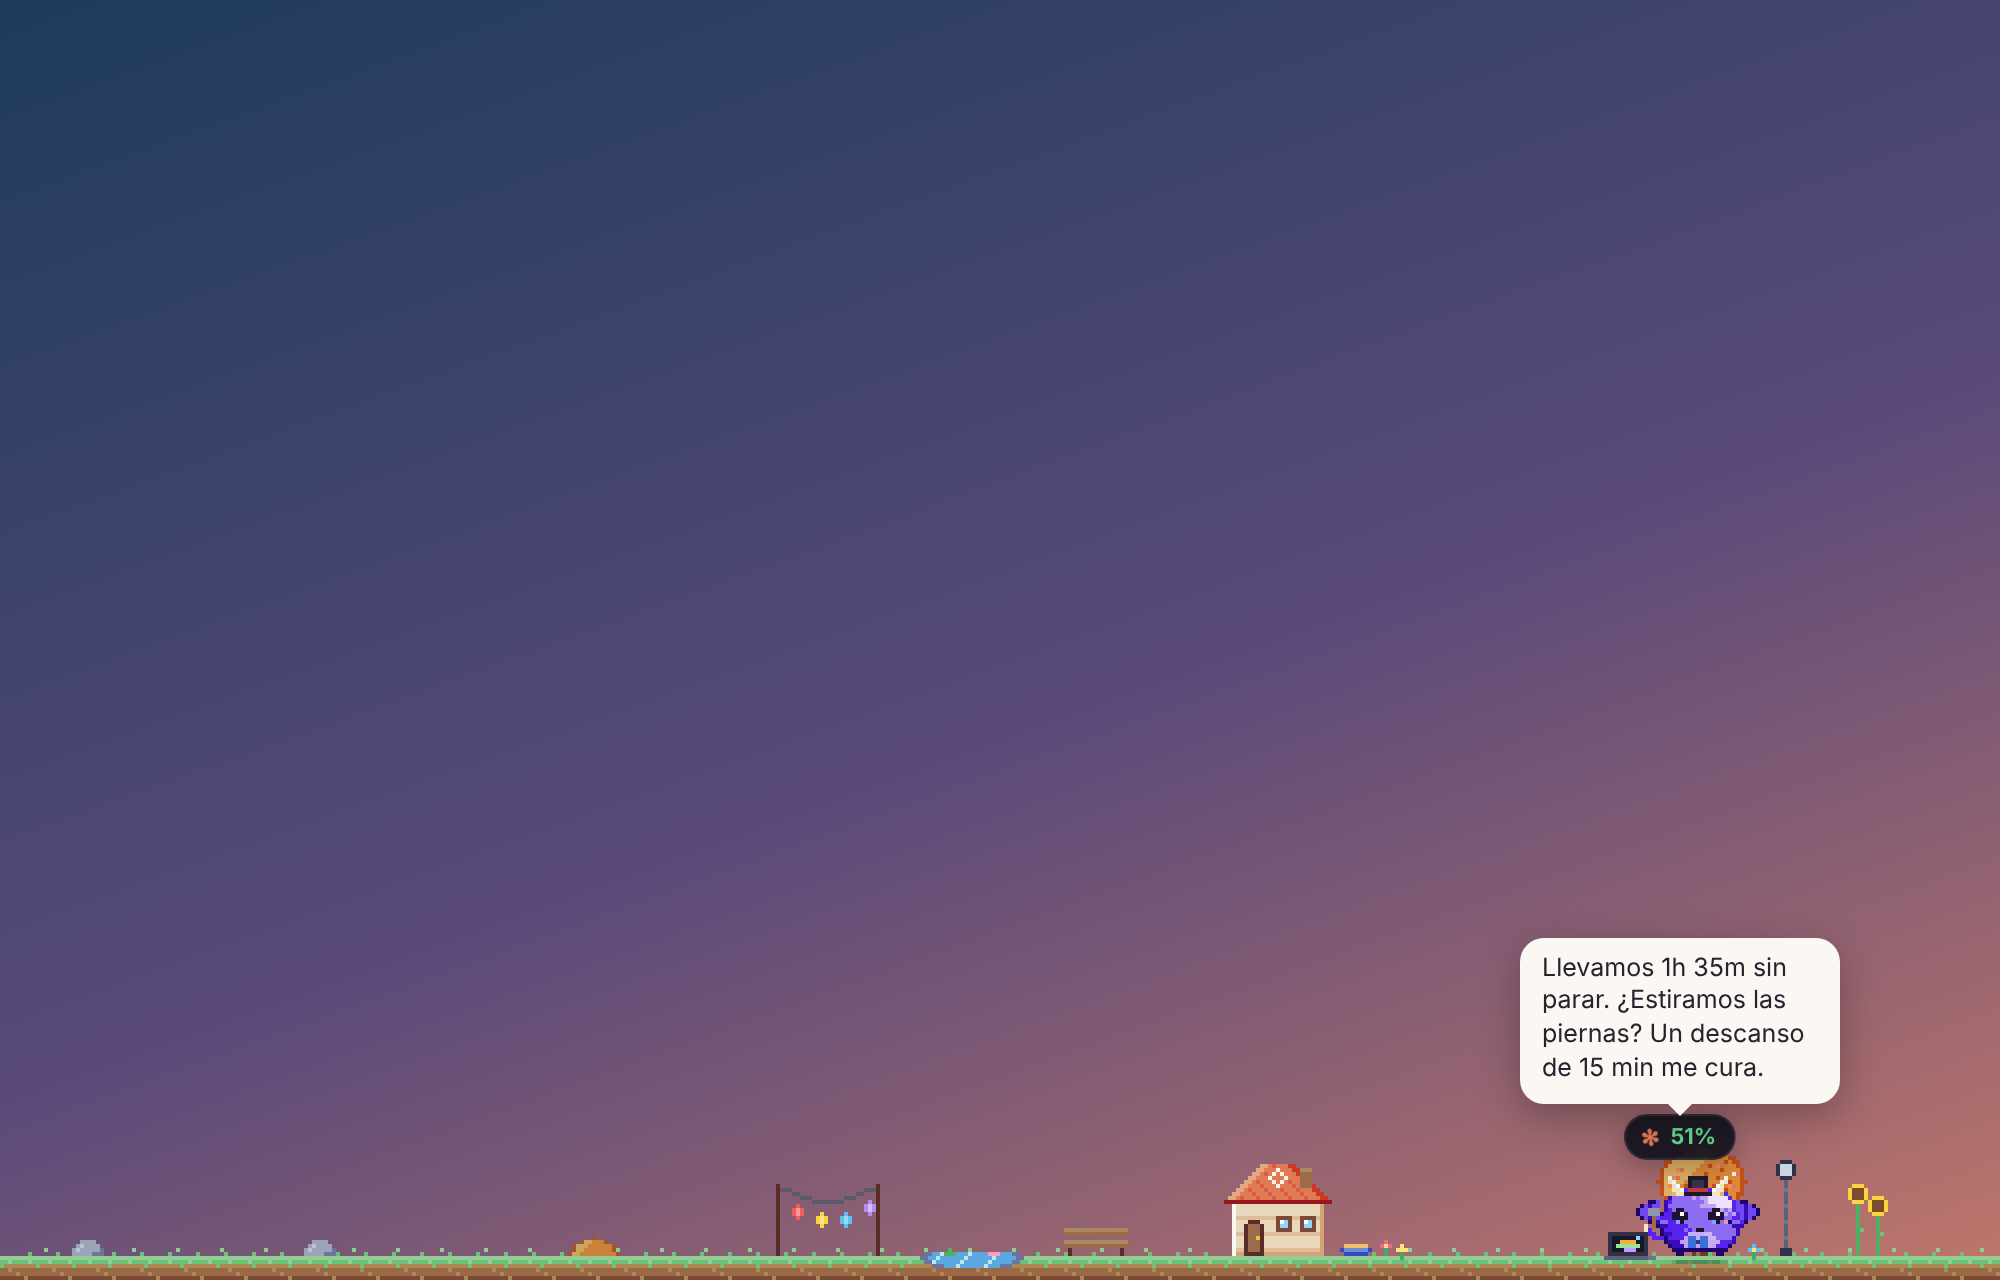 Llevamos 1h 35m sin
parar. ¿Estiramos las
piernas? Un descanso
de 15 min me cura.
51%